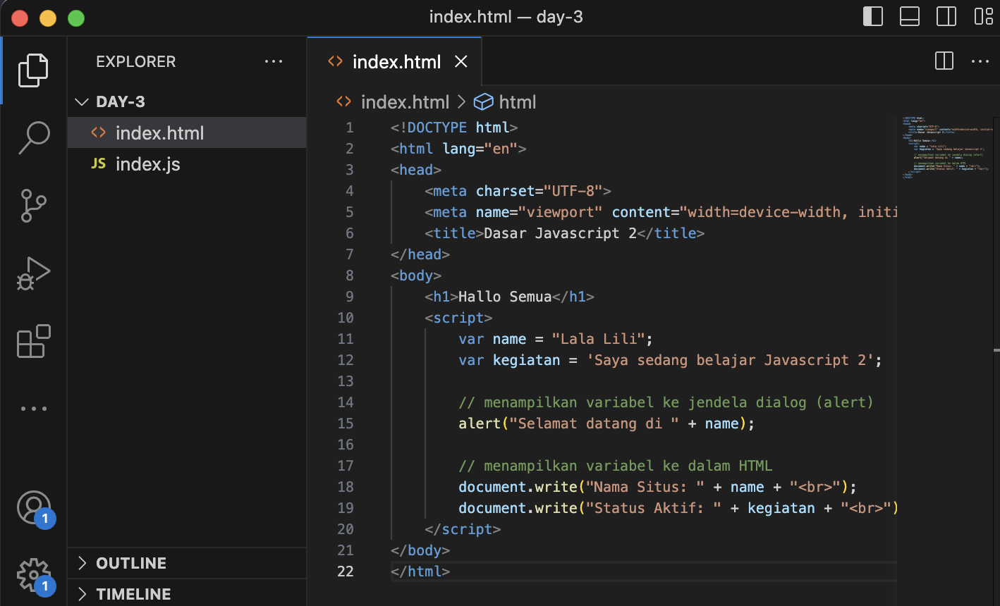 index.html — day-3
EXPLORER
DAY-3
index.html
JS index.js
OUTLINE
TIMELINE
1
1
index.html
index.html > html
1 <!DOCTYPE html>
2 <html lang="en">
3 <head>
4 <meta charset="UTF-8">
5 <meta name="viewport" content="width=device-width, initi
6 <title>Dasar Javascript 2</title>
7 </head>
8 <body>
9 <h1>Hallo Semua</h1>
10 <script>
11 var name = "Lala Lili";
12 var kegiatan = 'Saya sedang belajar Javascript 2';
13
14 // menampilkan variabel ke jendela dialog (alert)
15 alert("Selamat datang di " + name);
16
17 // menampilkan variabel ke dalam HTML
18 document.write("Nama Situs: " + name + "<br>");
19 document.write("Status Aktif: " + kegiatan + "<br>")
20 </script>
21 </body>
22 </html>